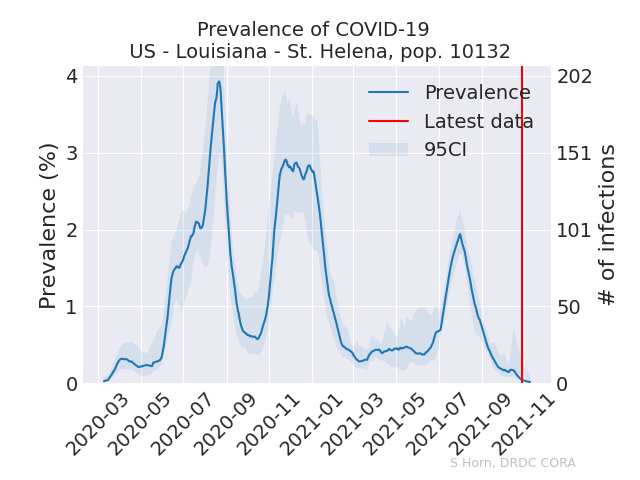 Prevalence of COVID-19
US - Louisiana - St. Helena, pop. 10132
Prevalence
Latest data
95CI
Prevalence (%)
4
3
2
1
0
# of infections
202
151
101
50
0
2020-03
2020-05
2020-07
2020-09
2020-11
2021-01
2021-03
2021-05
2021-07
2021-09
2021-11
S Horn, DRDC CORA